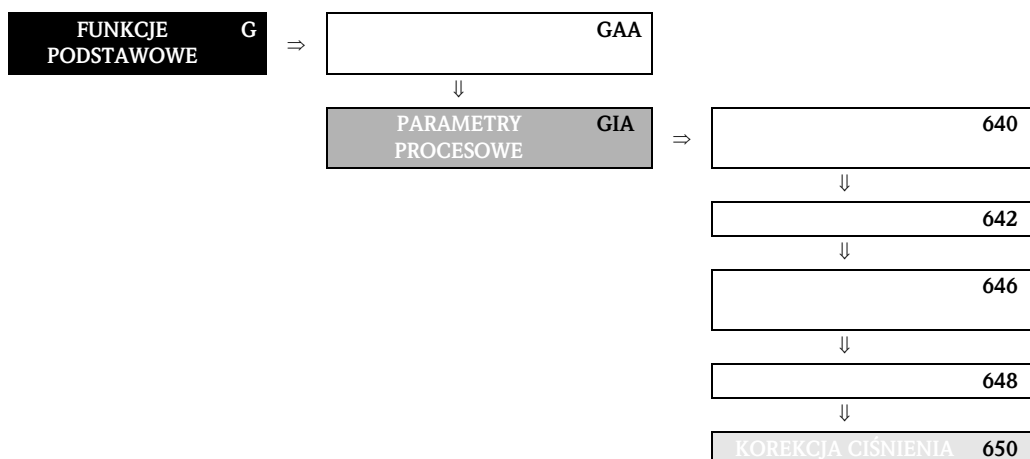 FUNKCJE PODSTAWOWE G
⇒
GAA
⇓
PARAMETRY PROCESOWE GIA
⇒
640
⇓
642
⇓
646
⇓
648
⇓
KOREKCJA CIŚNIENIA 650